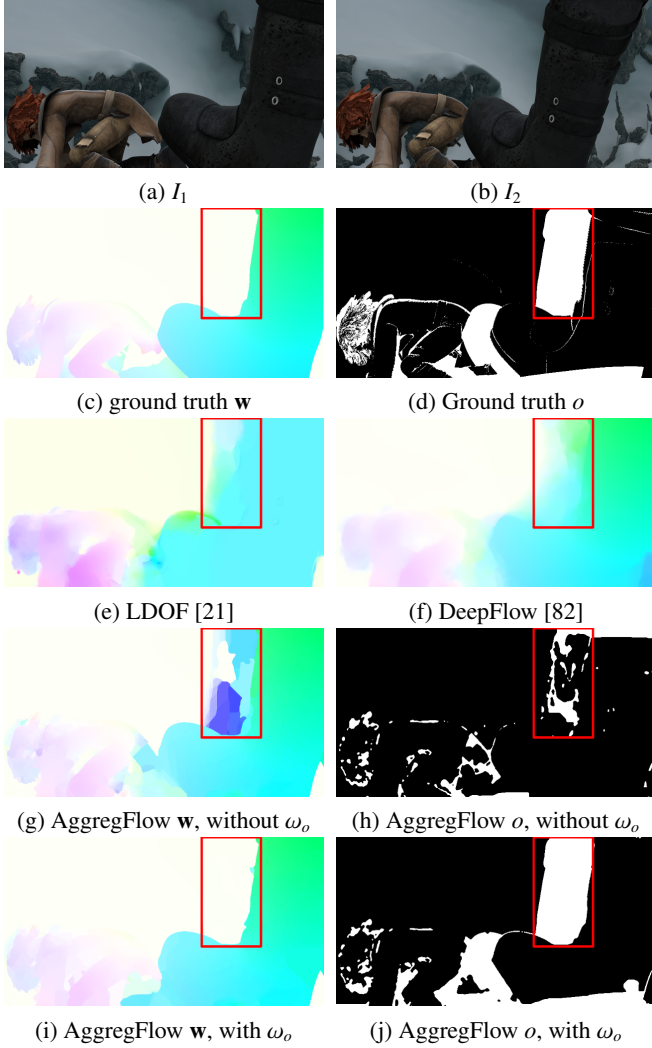 (a) I₁
(b) I₂
(c) ground truth w
(d) Ground truth o
(e) LDOF [21]
(f) DeepFlow [82]
(g) AggregFlow w, without ωₒ
(h) AggregFlow o, without ωₒ
(i) AggregFlow w, with ωₒ
(j) AggregFlow o, with ωₒ